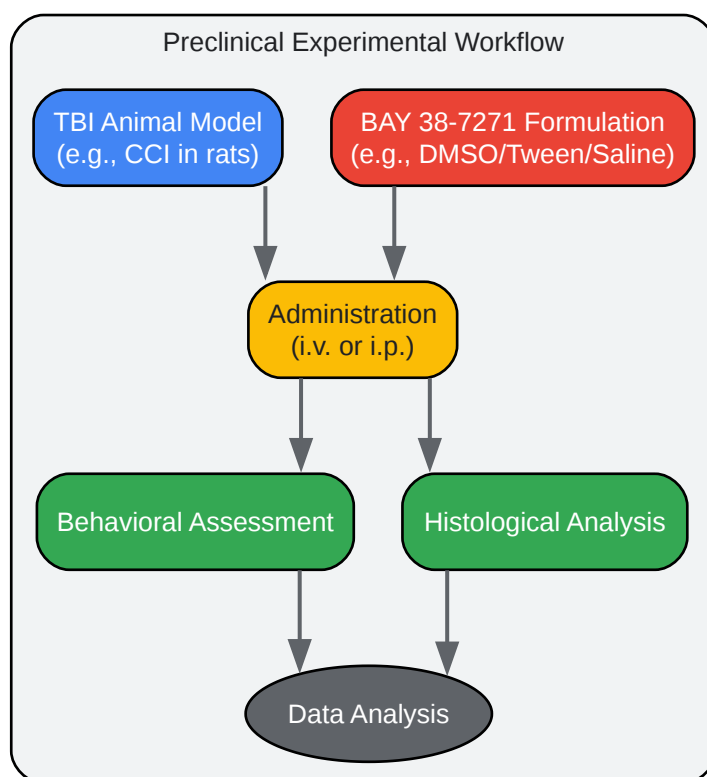 Preclinical Experimental Workflow
TBI Animal Model
(e.g., CCI in rats)
BAY 38-7271 Formulation
(e.g., DMSO/Tween/Saline)
Administration
(i.v. or i.p.)
Behavioral Assessment
Histological Analysis
Data Analysis